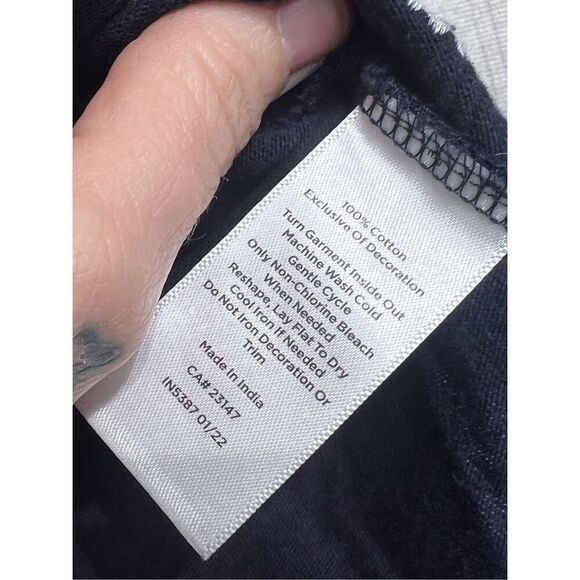 100% Cotton
Exclusive Of Decoration
Turn Garment Inside Out
Machine Wash Cold
Gentle Cycle
Only Non-Chlorine Bleach
When Needed
Reshape, Lay Flat To Dry
Cool Iron If Needed
Do Not Iron Decoration Or
Trim
Made In India
CA# 23147
IN5387 01/22